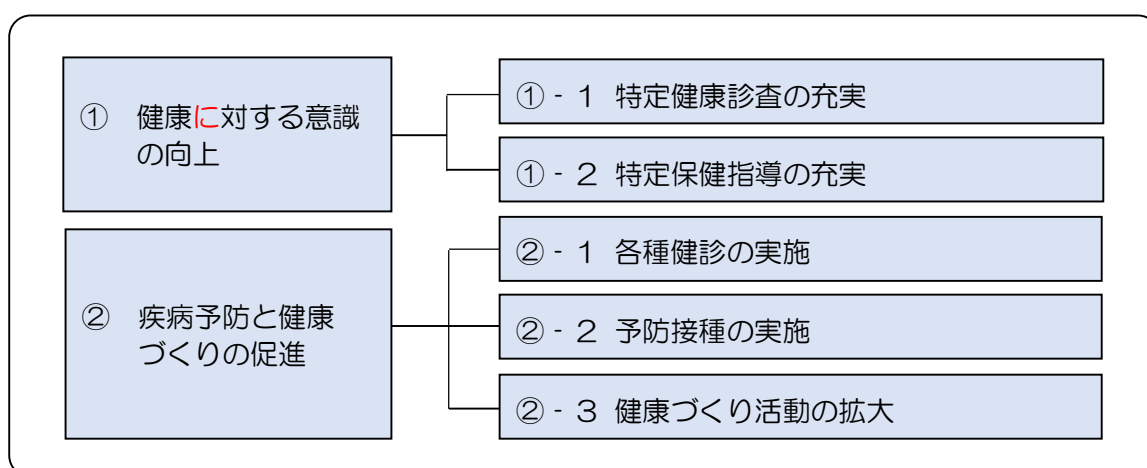 ① 健康に対する意識
の向上
①‐１ 特定健康診査の充実
①‐２ 特定保健指導の充実
② 疾病予防と健康
づくりの促進
②‐１ 各種健診の実施
②‐２ 予防接種の実施
②‐３ 健康づくり活動の拡大